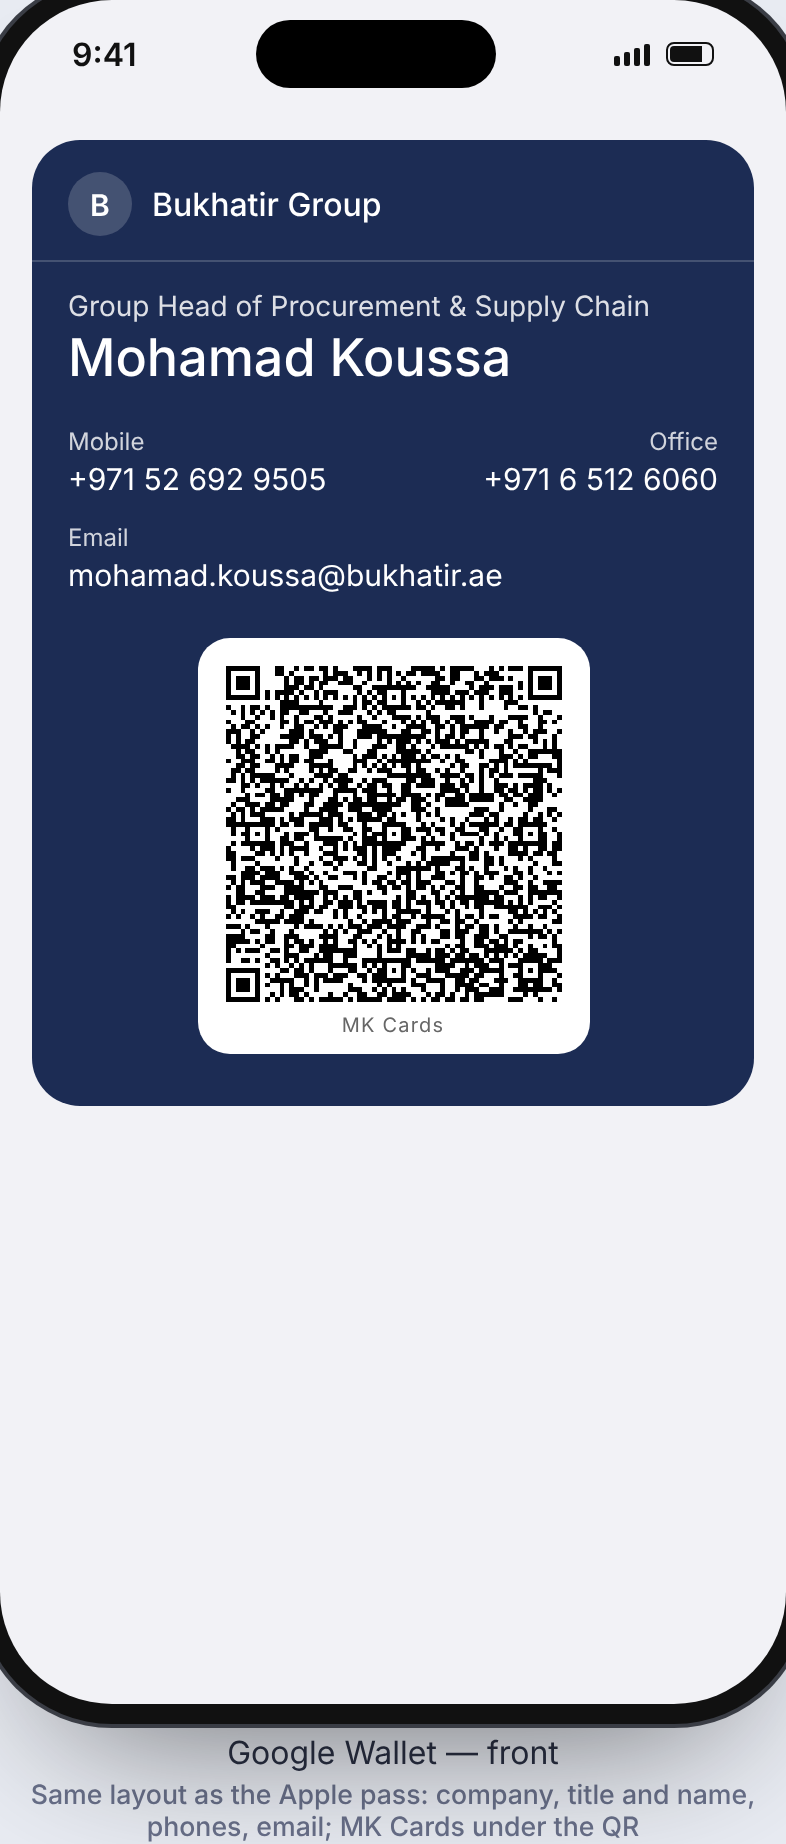 9:41
B
Bukhatir Group
Group Head of Procurement & Supply Chain
Mohamad Koussa
Mobile
Office
+971 52 692 9505
+971 6 512 6060
Email
mohamad.koussa@bukhatir.ae
MK Cards
Google Wallet — front
Same layout as the Apple pass: company, title and name,
phones, email; MK Cards under the QR